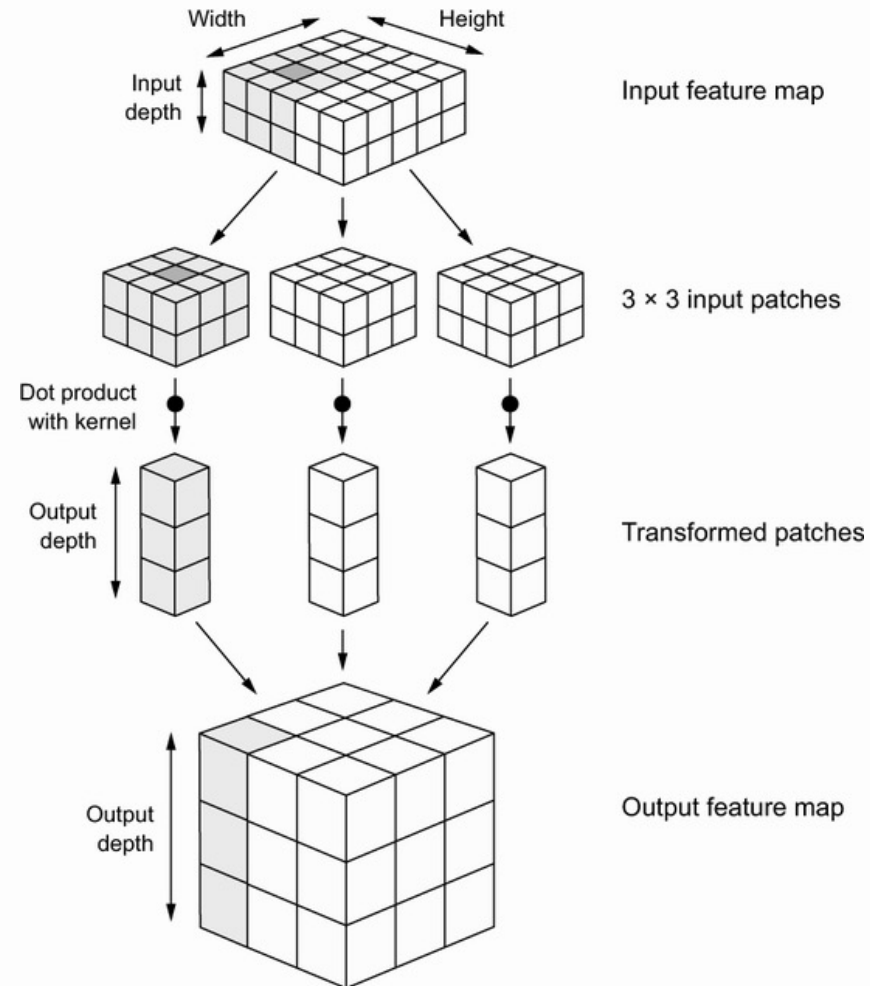 Width
Height
Input
depth
Input feature map
3 × 3 input patches
Dot product
with kernel
Output
depth
Transformed patches
Output
depth
Output feature map